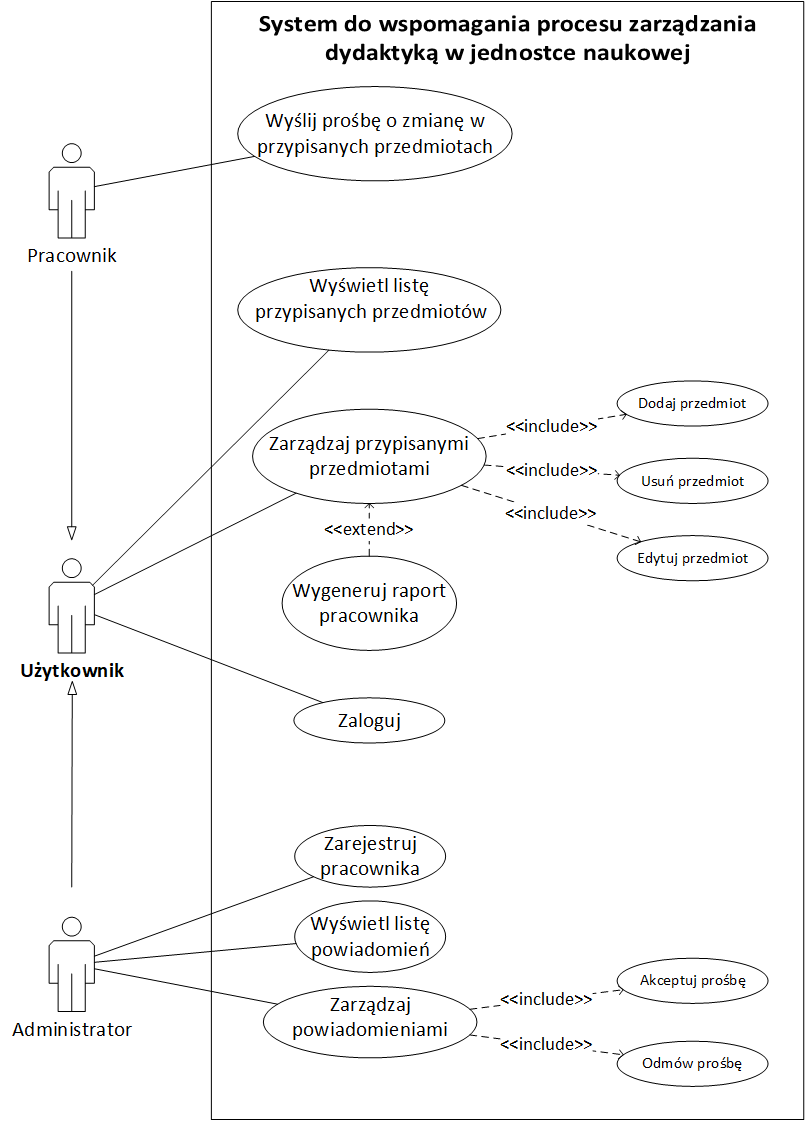 System do wspomagania procesu zarządzania
dydaktyką w jednostce naukowej
Wyślij prośbę o zmianę w
przypisanych przedmiotach
Pracownik
Wyświetl listę
przypisanych przedmiotów
Dodaj przedmiot
<<include>>
Zarządzaj przypisanymi
przedmiotami
<<include>>
Usuń przedmiot
<<include>>
<<extend>>
Edytuj przedmiot
Wygeneruj raport
pracownika
Użytkownik
Zaloguj
Zarejestruj
pracownika
Wyświetl listę
powiadomień
Akceptuj prośbę
<<include>>
Zarządzaj
powiadomieniami
Administrator
<<include>>
Odmów prośbę